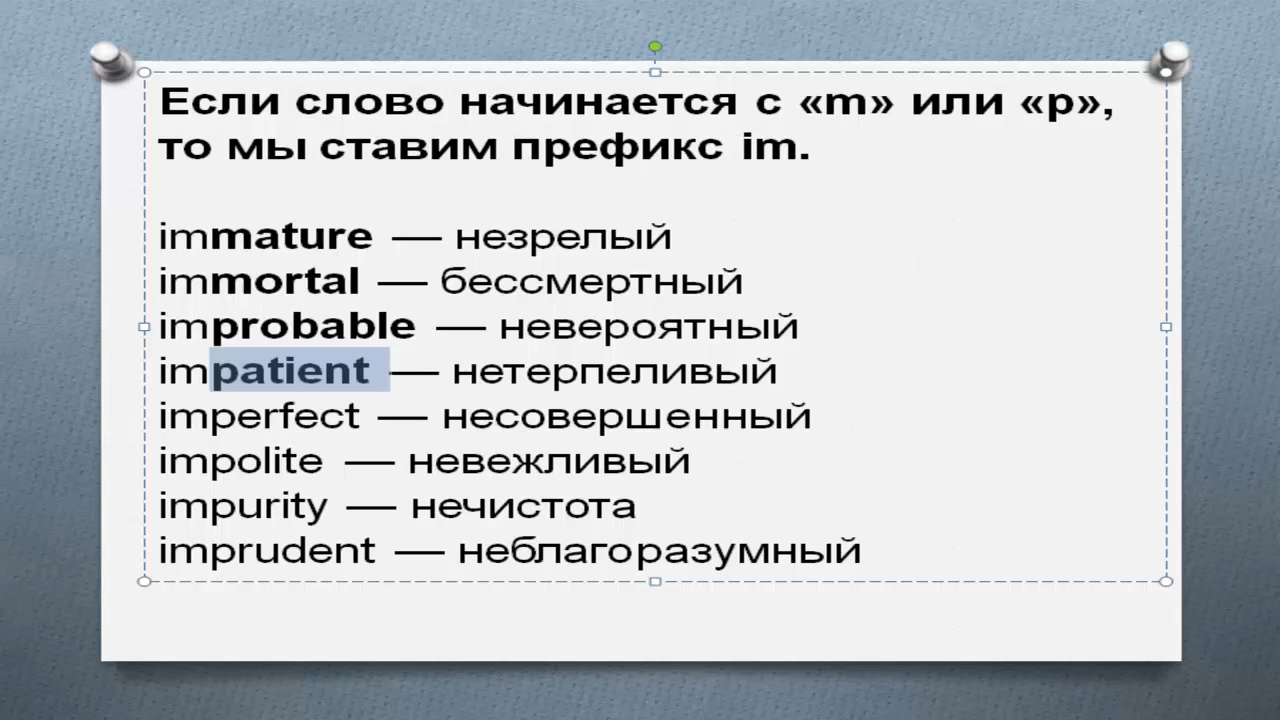 Если слово начинается с «m» или «p»,
то мы ставим префикс im.
immature — незрелый
immortal — бессмертный
improbable — невероятный
impatient — нетерпеливый
imperfect — несовершенный
impolite — невежливый
impurity — нечистота
imprudent — неблагоразумный